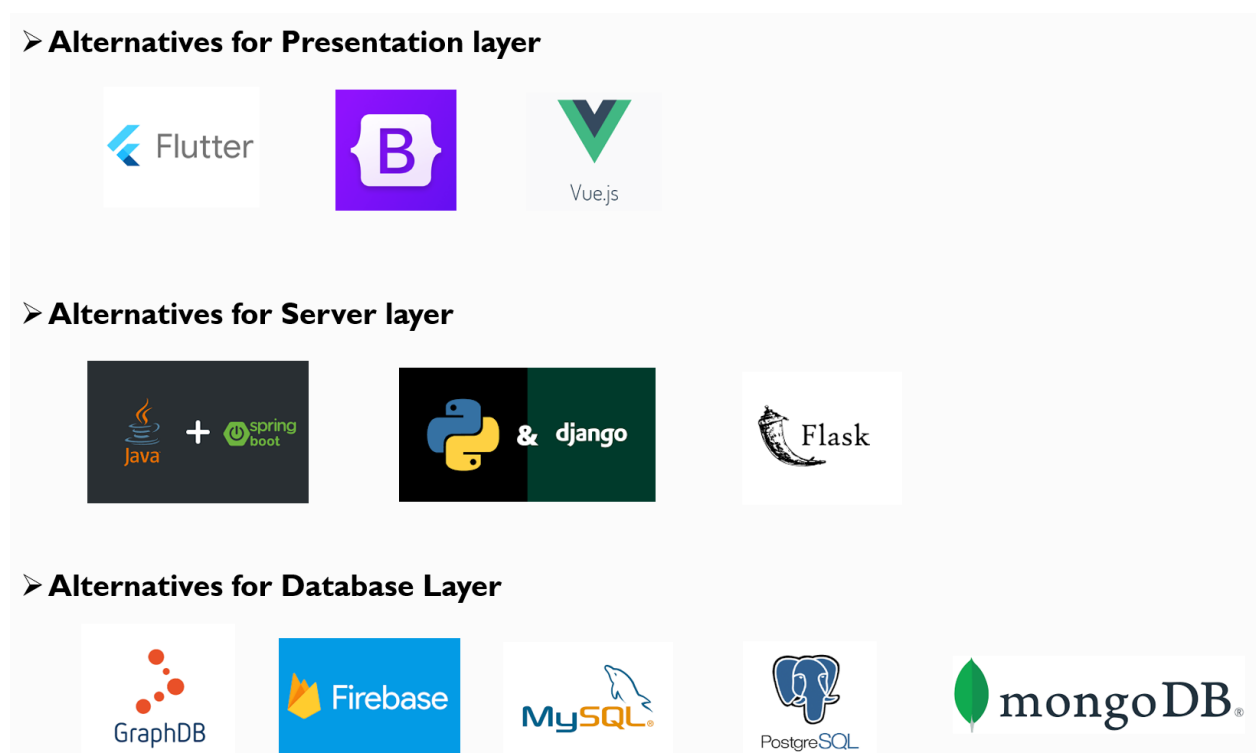 ➢ Alternatives for Presentation layer
Flutter
B
Vue.js
➢ Alternatives for Server layer
Java + spring boot
& django
Flask
➢ Alternatives for Database Layer
GraphDB
Firebase
MySQL®
PostgreSQL
mongoDB®